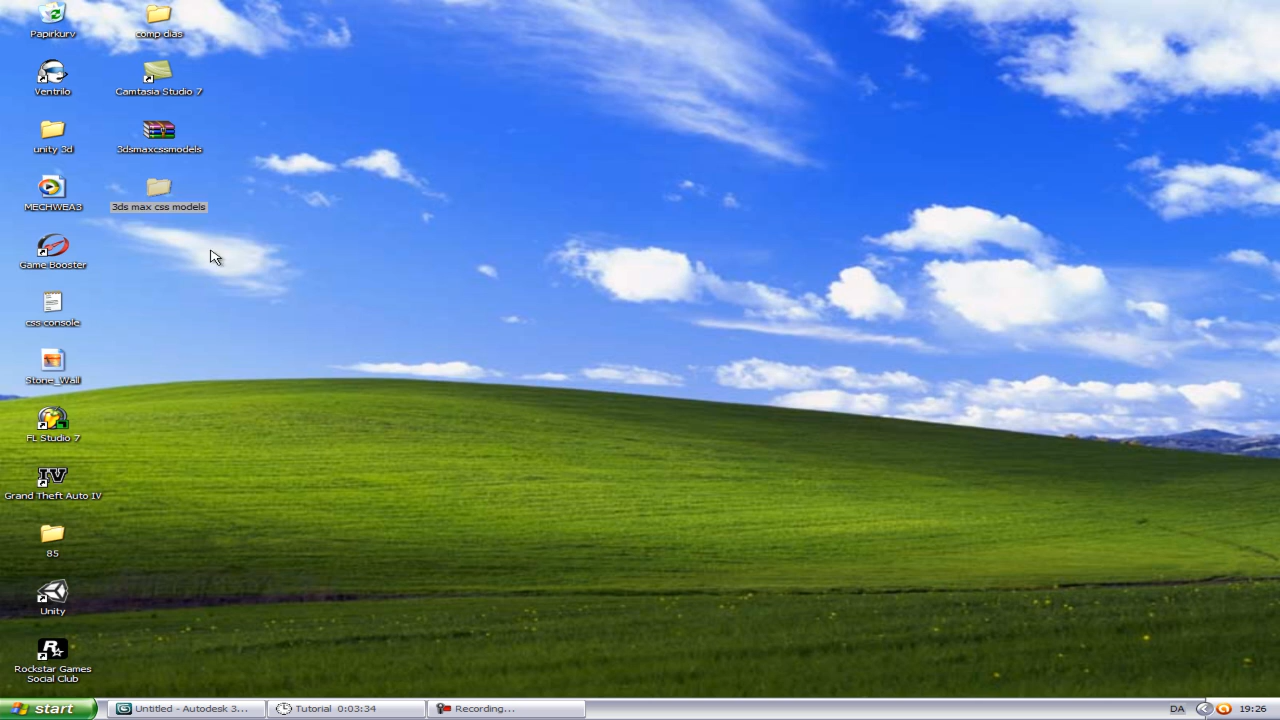 Papirkurv
comp dias
Ventrilo
Camtasia Studio 7
unity 3d
3dsmaxcssmodels
MECHWEA3
3ds max css models
Game Booster
css console
Stone_Wall
FL Studio 7
IV
Grand Theft Auto IV
85
Unity
R
Rockstar Games
Social Club
start
Untitled - Autodesk 3...
Tutorial 0:03:34
Recording...
DA
19:26